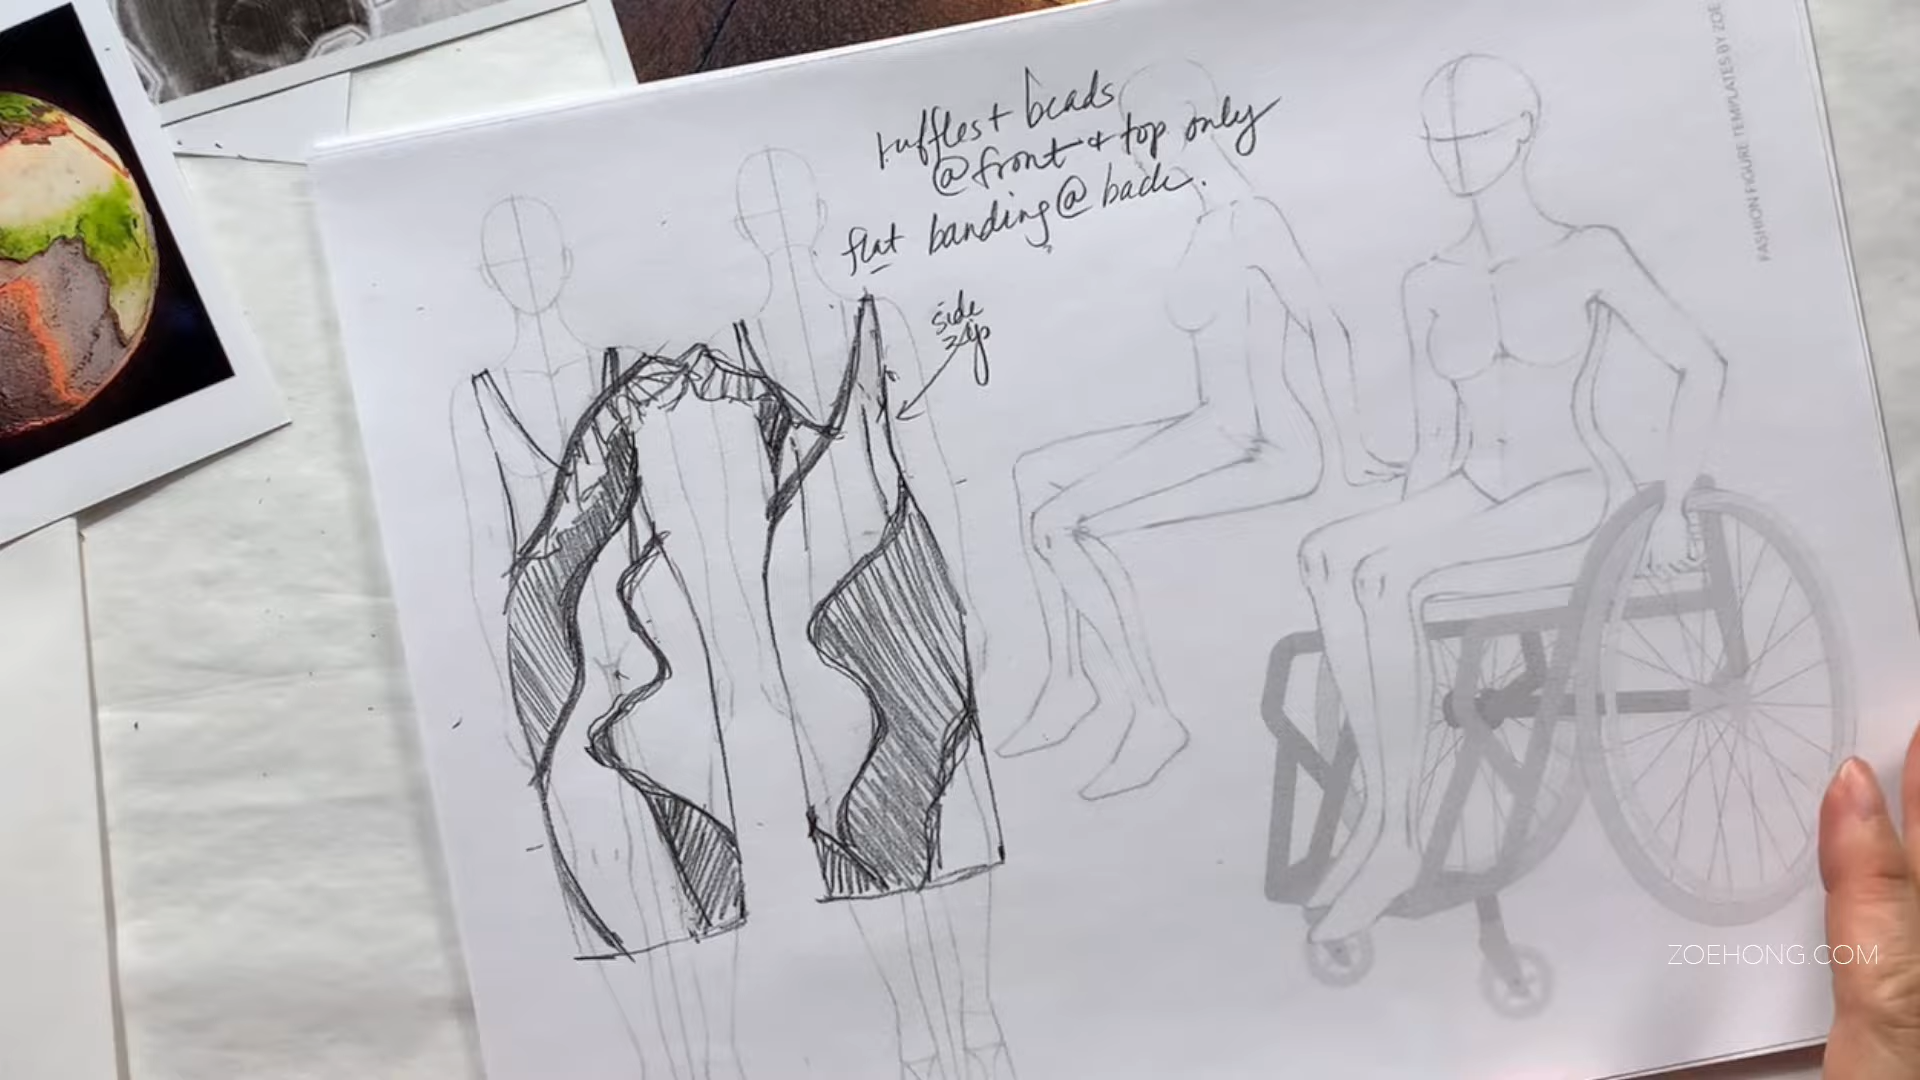 ruffles + beads
@ front + top only
flat banding @ back.
side
zip
FASHION FIGURE TEMPLATES BY ZOE
ZOEHONG.COM